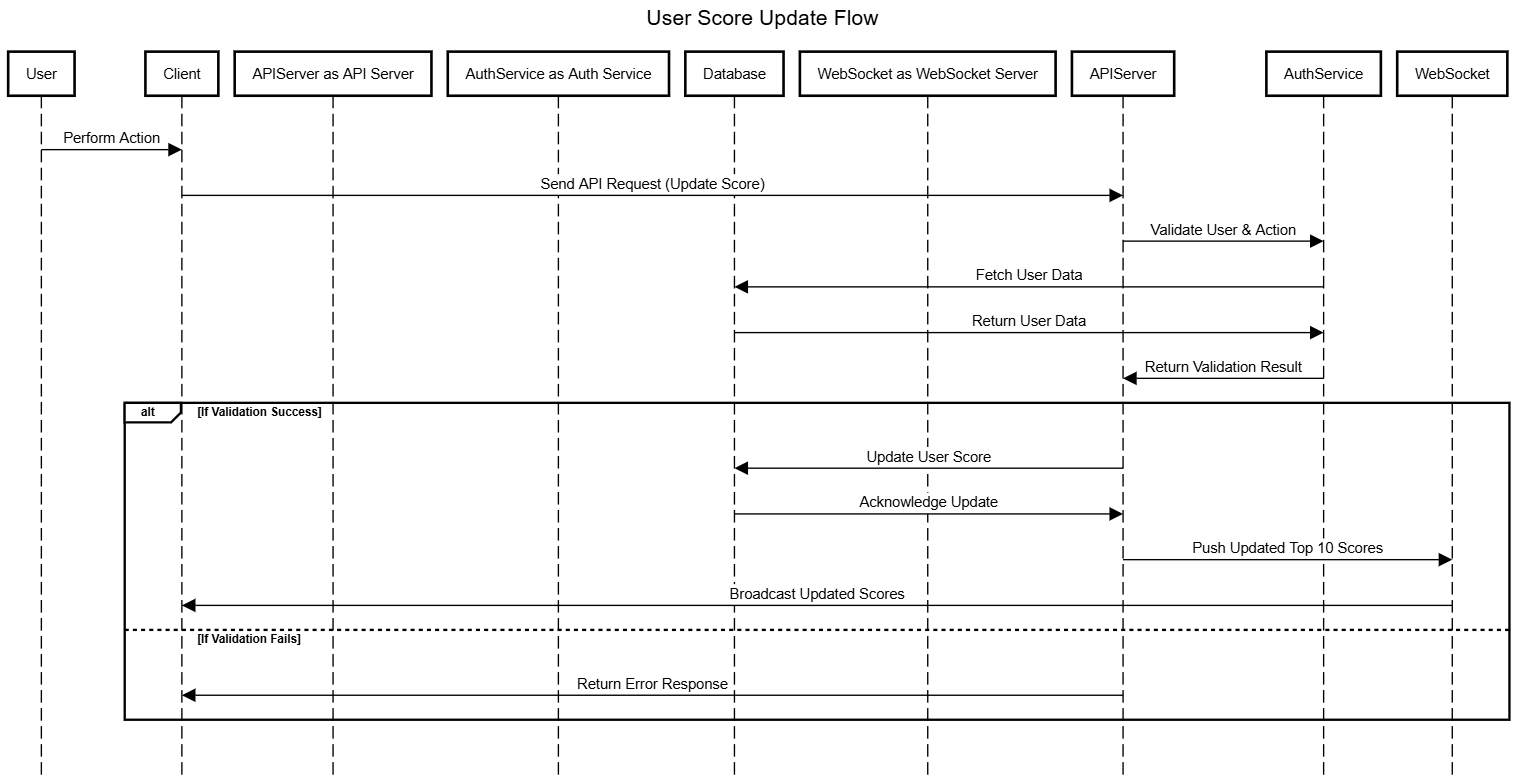 User Score Update Flow
User
Client
APIServer as API Server
AuthService as Auth Service
Database
WebSocket as WebSocket Server
APIServer
AuthService
WebSocket
Perform Action
Send API Request (Update Score)
Validate User & Action
Fetch User Data
Return User Data
Return Validation Result
alt
[If Validation Success]
Update User Score
Acknowledge Update
Push Updated Top 10 Scores
Broadcast Updated Scores
[If Validation Fails]
Return Error Response